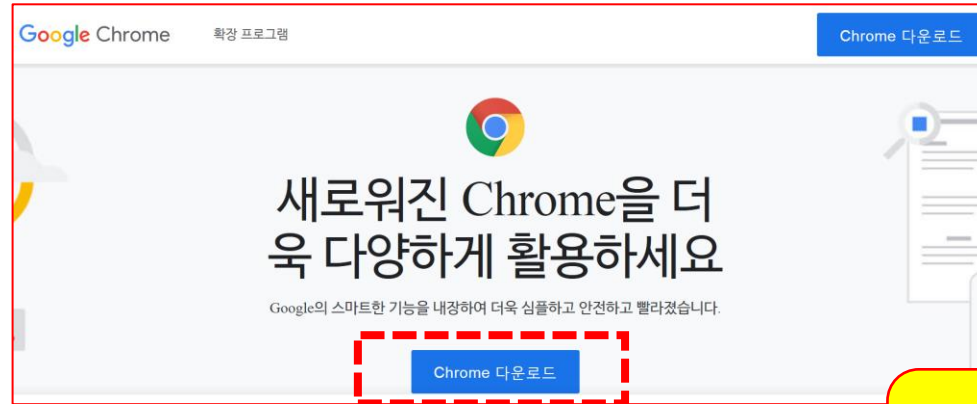 Google Chrome 확장 프로그램 Chrome 다운로드
새로워진 Chrome을 더
욱 다양하게 활용하세요
Google의 스마트한 기능을 내장하여 더욱 심플하고 안전하고 빨라졌습니다.
Chrome 다운로드